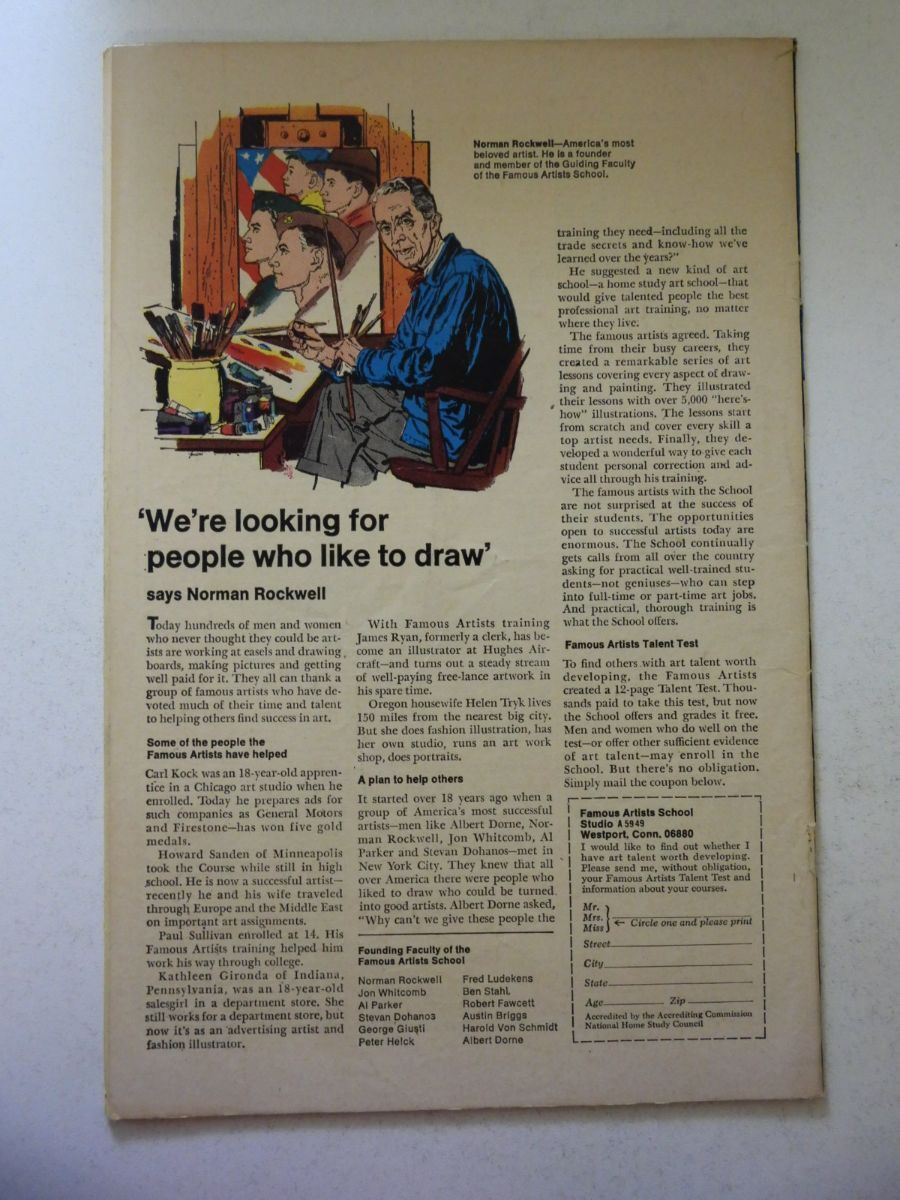 Norman Rockwell—America's most
beloved artist. He is a founder
and member of the Guiding Faculty
of the Famous Artists School.
'We're looking for
people who like to draw'
says Norman Rockwell
Today hundreds of men and women
who never thought they could be art-
ists are working at easels and drawing
boards, making pictures and getting
well paid for it. They all can thank a
group of famous artists who have de-
voted much of their time and talent
to helping others find success in art.
Some of the people the
Famous Artists have helped
Carl Kock was an 18-year-old appren-
tice in a Chicago art studio when he
enrolled. Today he prepares ads for
such companies as General Motors
and Firestone—has won five gold
medals.
Howard Sanden of Minneapolis
took the Course while still in high
school. He is now a successful artist—
recently he and his wife traveled
through Europe and the Middle East
on important art assignments.
Paul Sullivan enrolled at 14. His
Famous Artists training helped him
work his way through college.
Kathleen Gironda of Indiana,
Pennsylvania, was an 18-year-old
salesgirl in a department store. She
still works for a department store, but
now it's as an advertising artist and
fashion illustrator.
With Famous Artists training
James Ryan, formerly a clerk, has be-
come an illustrator at Hughes Air-
craft—and turns out a steady stream
of well-paying free-lance artwork in
his spare time.
Oregon housewife Helen Tryk lives
150 miles from the nearest big city.
But she does fashion illustration, has
her own studio, runs an art work
shop, does portraits.
A plan to help others
It started over 18 years ago when a
group of America's most successful
artists—men like Albert Dorne, Nor-
man Rockwell, Jon Whitcomb, Al
Parker and Stevan Dohanos—met in
New York City. They knew that all
over America there were people who
liked to draw who could be turned
into good artists. Albert Dorne asked,
"Why can't we give these people the
Founding Faculty of the
Famous Artists School
Norman Rockwell
Jon Whitcomb
Al Parker
Stevan Dohanos
George Giusti
Peter Helck
Fred Ludekens
Ben Stahl
Robert Fawcett
Austin Briggs
Harold Von Schmidt
Albert Dorne
training they need—including all the
trade secrets and know-how we've
learned over the years?"
He suggested a new kind of art
school—a home study art school—that
would give talented people the best
professional art training, no matter
where they live.
The famous artists agreed. Taking
time from their busy careers, they
created a remarkable series of art
lessons covering every aspect of draw-
ing and painting. They illustrated
their lessons with over 5,000 "here's-
how" illustrations. The lessons start
from scratch and cover every skill a
top artist needs. Finally, they de-
veloped a wonderful way to give each
student personal correction and ad-
vice all through his training.
The famous artists with the School
are not surprised at the success of
their students. The opportunities
open to successful artists today are
enormous. The School continually
gets calls from all over the country
asking for practical well-trained stu-
dents—not geniuses—who can step
into full-time or part-time art jobs.
And practical, thorough training is
what the School offers.
Famous Artists Talent Test
To find others with art talent worth
developing, the Famous Artists
created a 12-page Talent Test. Thou-
sands paid to take this test, but now
the School offers and grades it free.
Men and women who do well on the
test—or offer other sufficient evidence
of art talent—may enroll in the
School. But there's no obligation.
Simply mail the coupon below.
Famous Artists School
Studio A 5949
Westport, Conn. 06880
I would like to find out whether I
have art talent worth developing.
Please send me, without obligation,
your Famous Artists Talent Test and
information about your courses.
Mr.
Mrs. ← Circle one and please print
Miss
Street
City
State
Age Zip
Accredited by the Accrediting Commission
National Home Study Council